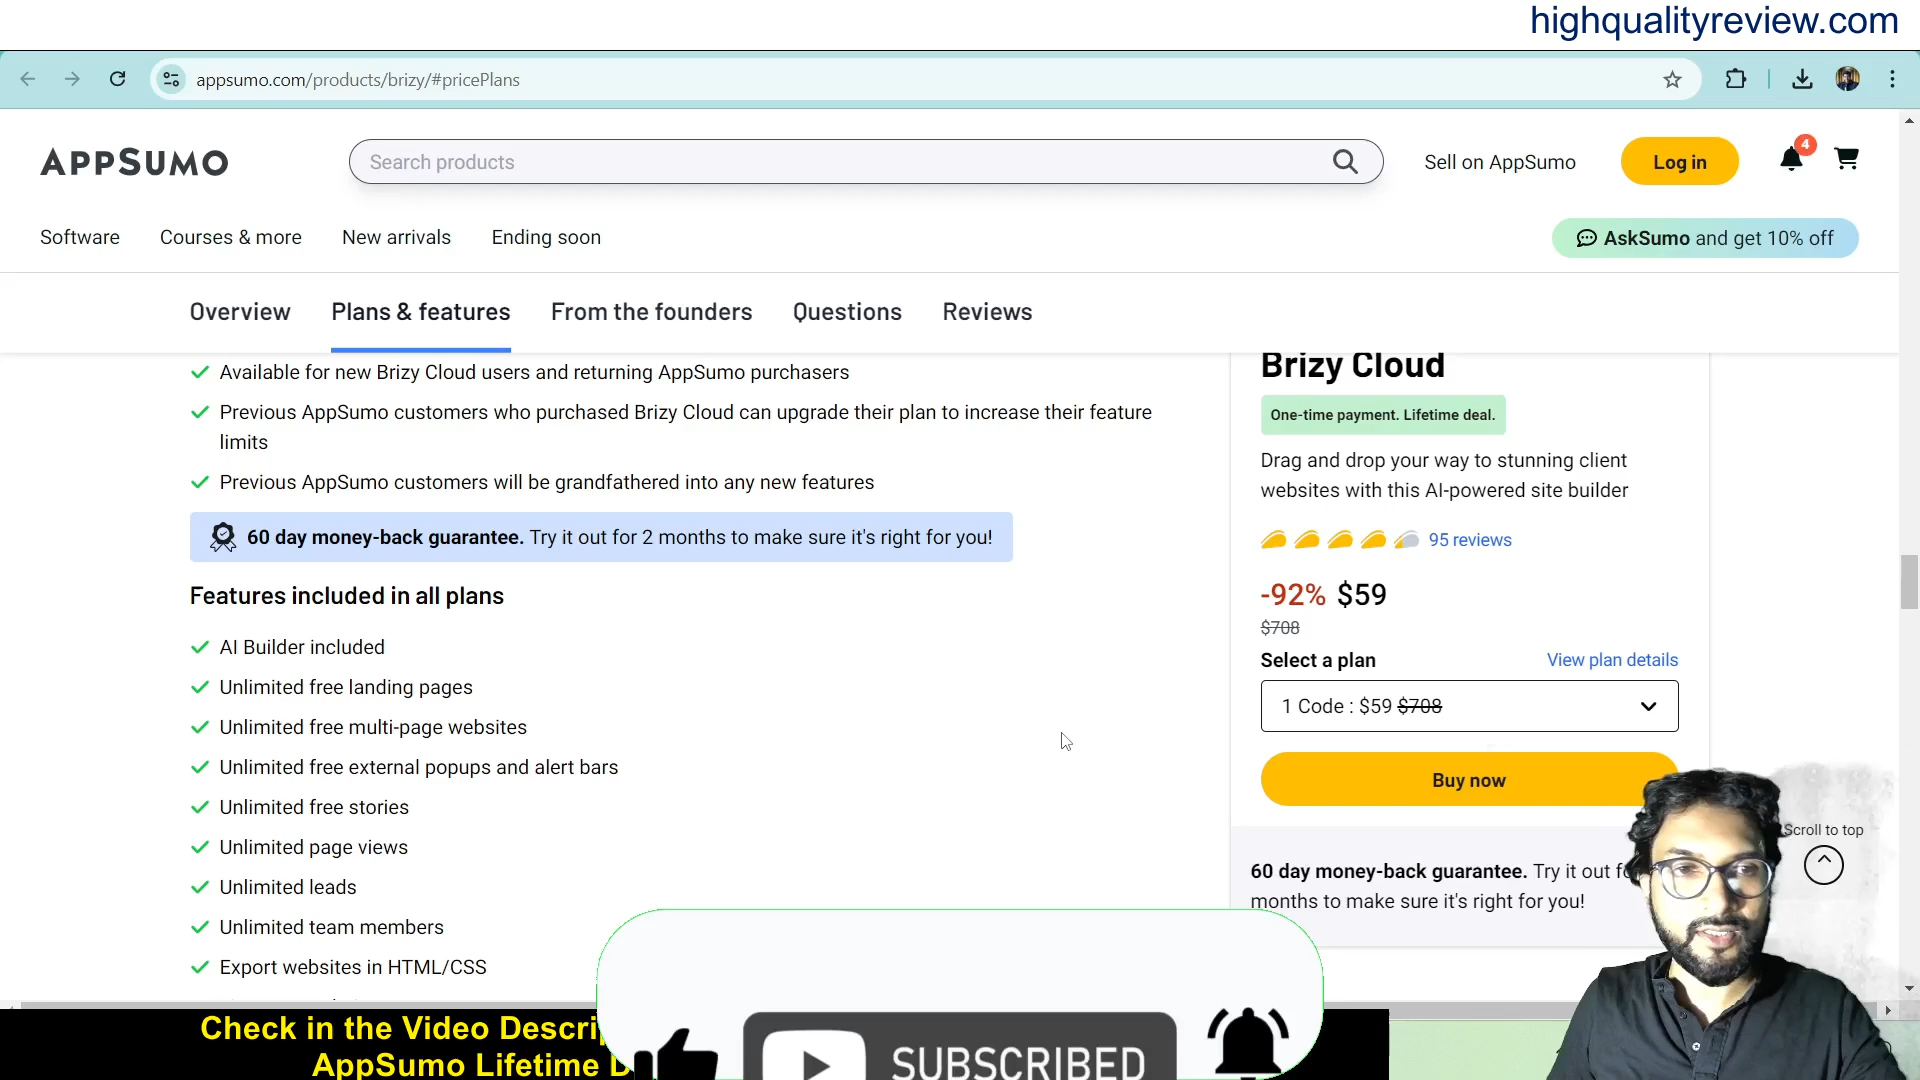 highqualityreview.com
appsumo.com/products/brizy/#pricePlans
APPSUMO
Search products
Sell on AppSumo
Log in
4
Software
Courses & more
New arrivals
Ending soon
AskSumo and get 10% off
Overview
Plans & features
From the founders
Questions
Reviews
Available for new Brizy Cloud users and returning AppSumo purchasers
Previous AppSumo customers who purchased Brizy Cloud can upgrade their plan to increase their feature
limits
Previous AppSumo customers will be grandfathered into any new features
60 day money-back guarantee. Try it out for 2 months to make sure it's right for you!
Features included in all plans
AI Builder included
Unlimited free landing pages
Unlimited free multi-page websites
Unlimited free external popups and alert bars
Unlimited free stories
Unlimited page views
Unlimited leads
Unlimited team members
Export websites in HTML/CSS
Brizy Cloud
One-time payment. Lifetime deal.
Drag and drop your way to stunning client
websites with this AI-powered site builder
95 reviews
-92% $59
$708
Select a plan
View plan details
1 Code : $59 $708
Buy now
60 day money-back guarantee. Try it out
months to make sure it's right for you!
Scroll to top
Check in the Video
AppSumo Lifetime
SUBSCRIBED